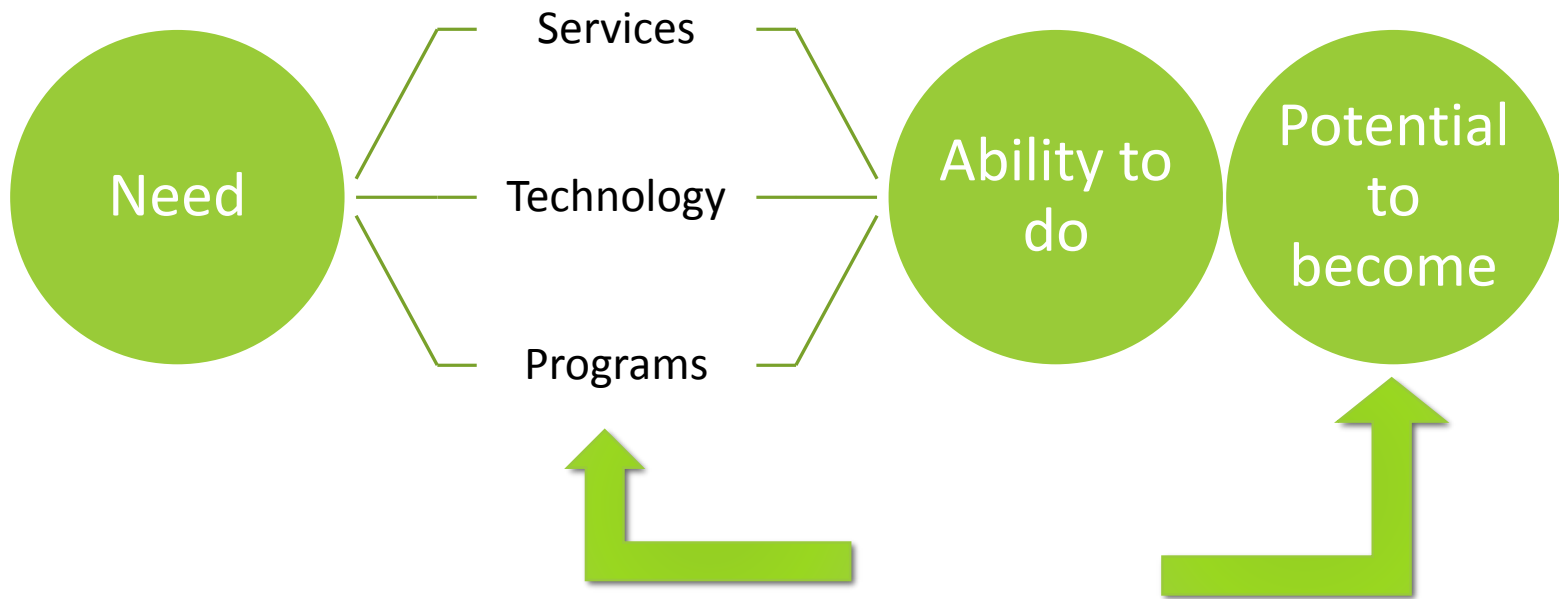 Need
Services
Technology
Programs
Ability to
do
Potential
to
become